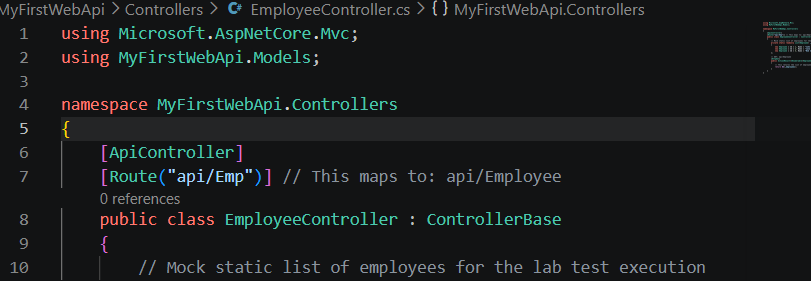 MyFirstWebApi > Controllers > C# EmployeeController.cs > {} MyFirstWebApi.Controllers
1 using Microsoft.AspNetCore.Mvc;
2 using MyFirstWebApi.Models;
3
4 namespace MyFirstWebApi.Controllers
5 {
6 [ApiController]
7 [Route("api/Emp")] // This maps to: api/Employee
0 references
8 public class EmployeeController : ControllerBase
9 {
10 // Mock static list of employees for the lab test execution